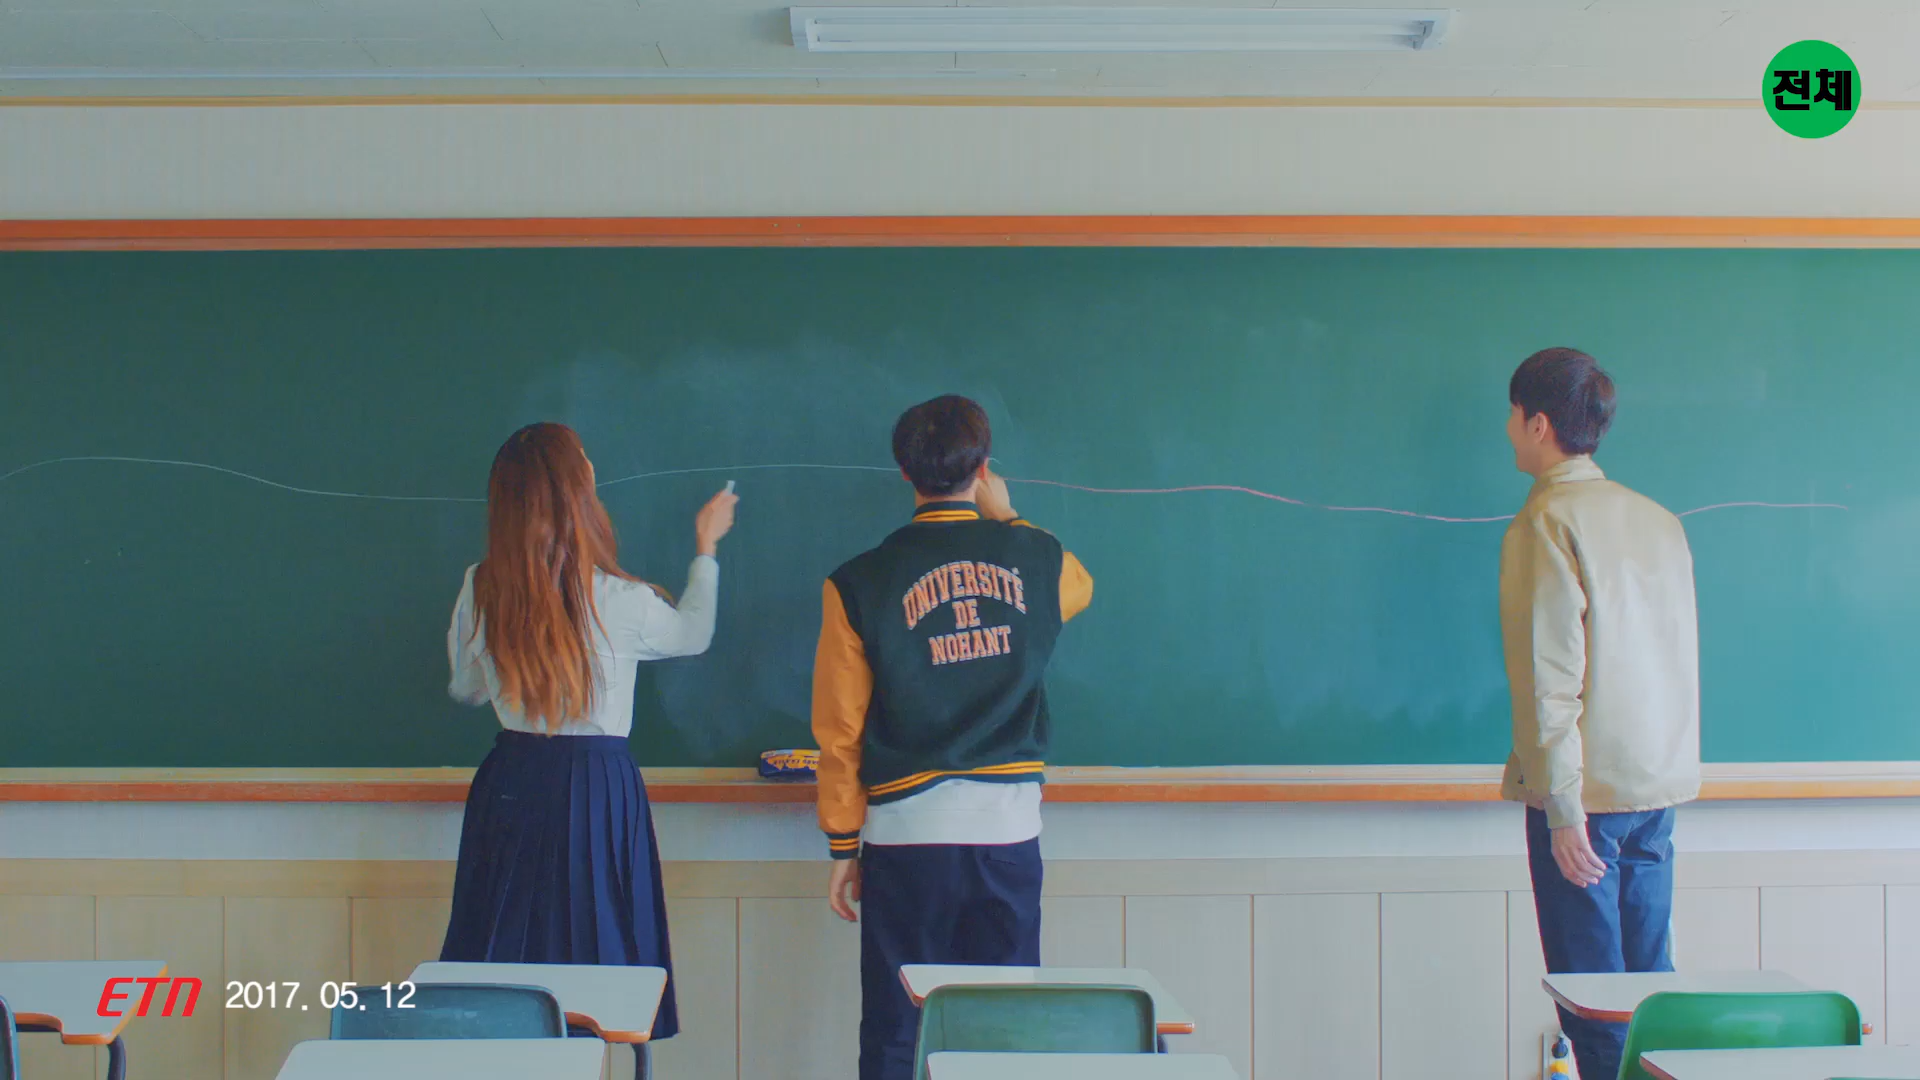 전체
UNIVERSITÉ
DE
NOHANT
ETN 2017. 05. 12